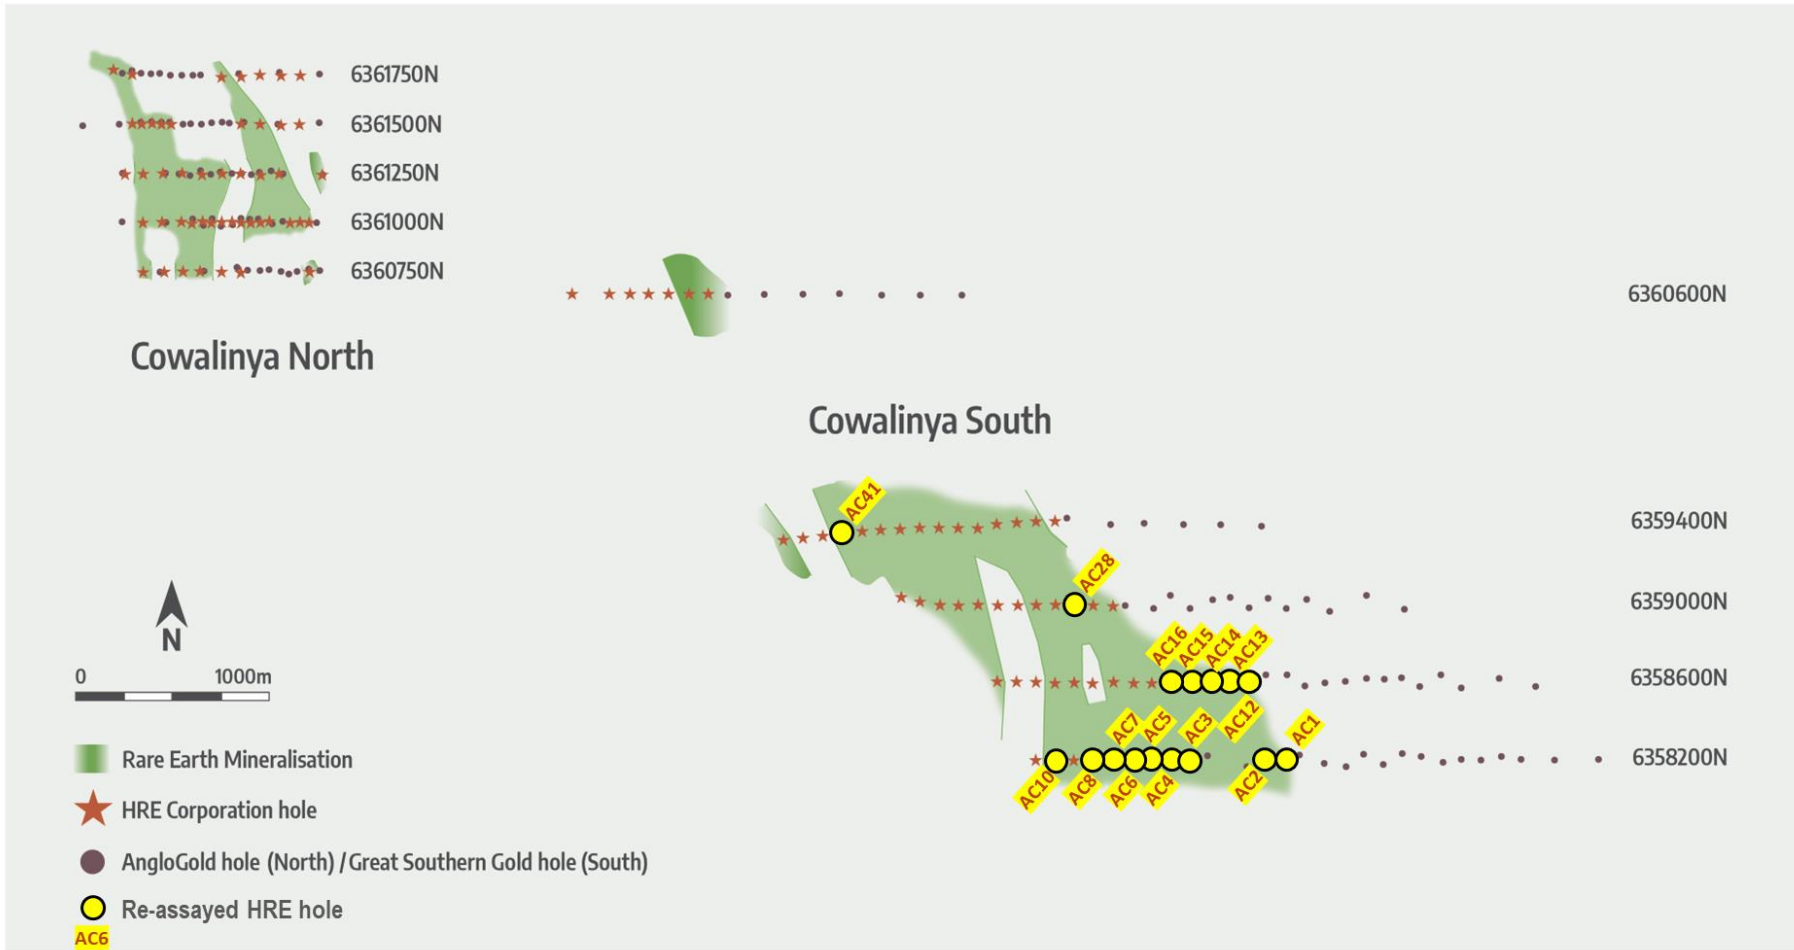 6361750N
6361500N
6361250N
6361000N
6360750N
6360600N
Cowalinya North
Cowalinya South
AC41
6359400N
AC28
6359000N
AC16
AC15
AC14
AC13
6358600N
N
0 1000m
AC7
AC5
AC3
AC12
AC1
6358200N
AC10
AC8
AC6
AC4
AC2
Rare Earth Mineralisation
HRE Corporation hole
AngloGold hole (North) / Great Southern Gold hole (South)
Re-assayed HRE hole
AC6